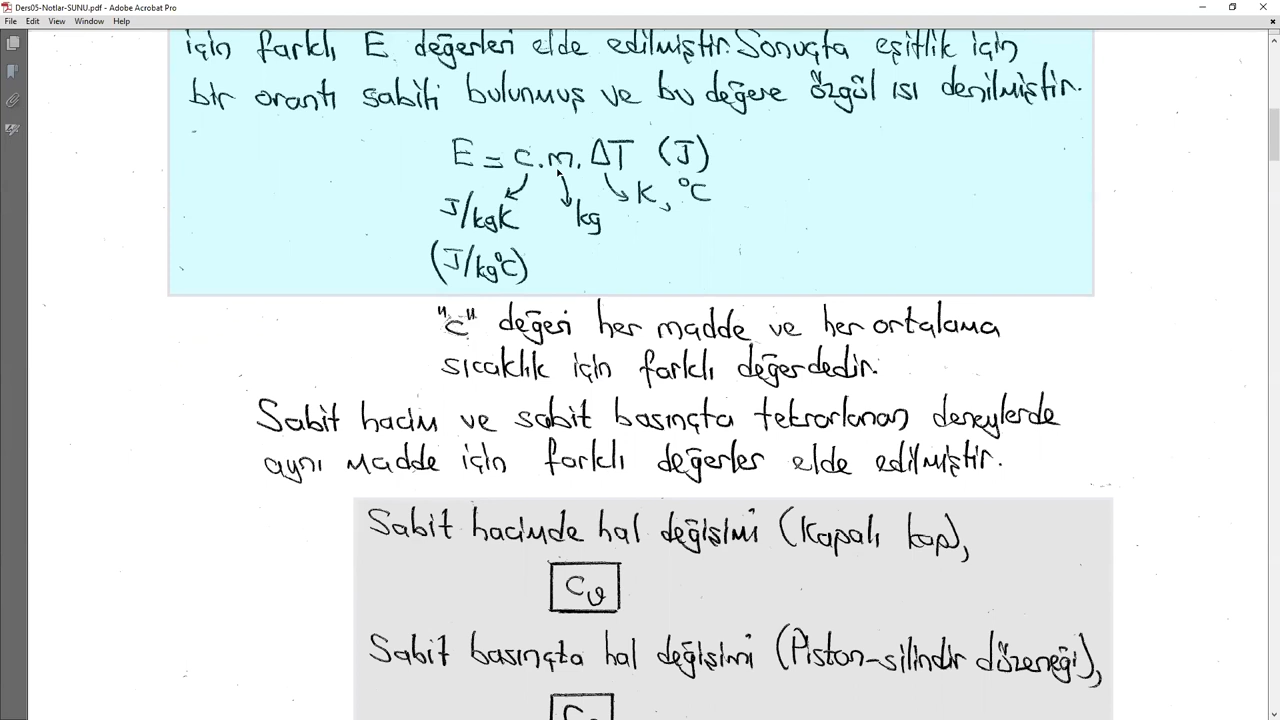 Ders05-Notlar-SUNU.pdf - Adobe Acrobat Pro
File Edit View Window Help
için farklı E değerleri elde edilmiştir. Sonuçta eşitlik için
bir orantı sabiti bulunmuş ve bu değere özgül ısı denilmiştir.
E = c.m.ΔT (J)
J/kgK kg K, °C
(J/kg°C)
"c" değeri her madde ve her ortalama
sıcaklık için farklı değerdedir.
Sabit hacim ve sabit basınçta tekrarlanan deneylerde
aynı madde için farklı değerler elde edilmiştir.
Sabit hacimde hal değişimi (Kapalı kap),
Cv
Sabit basınçta hal değişimi (Piston-silindir düzeneği),